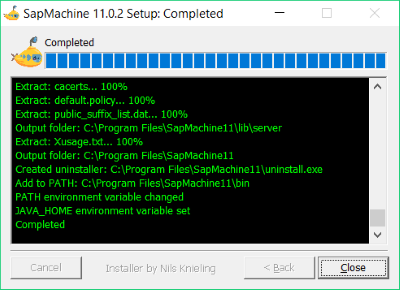 SapMachine 11.0.2 Setup: Completed
Completed
Extract: cacerts... 100%
Extract: default.policy... 100%
Extract: public_suffix_list.dat... 100%
Output folder: C:\Program Files\SapMachine11\lib\server
Extract: Xusage.txt... 100%
Output folder: C:\Program Files\SapMachine11
Created uninstaller: C:\Program Files\SapMachine11\uninstall.exe
Add to PATH: C:\Program Files\SapMachine11\bin
PATH environment variable changed
JAVA_HOME environment variable set
Completed
Cancel
Installer by Nils Knieling
< Back
Close